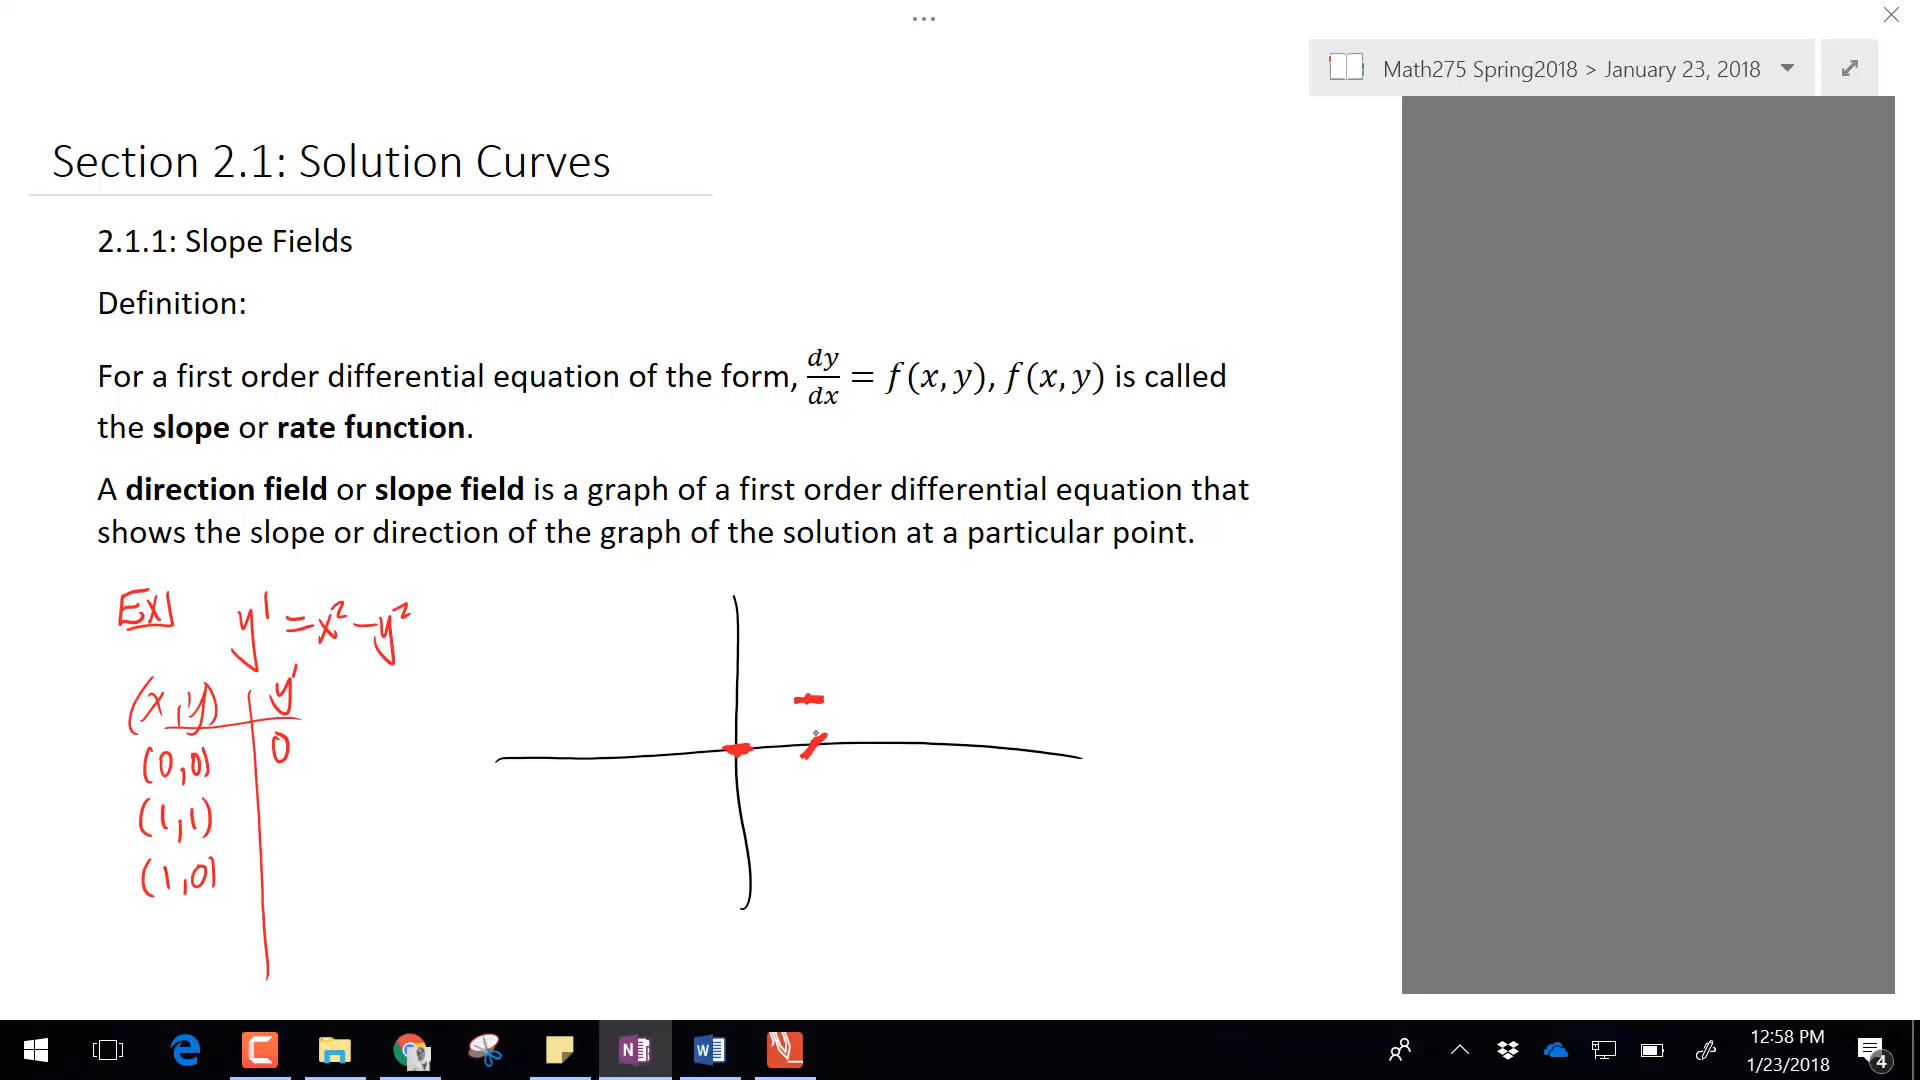 ...
Math275 Spring2018 > January 23, 2018
Section 2.1: Solution Curves
2.1.1: Slope Fields
Definition:
For a first order differential equation of the form, dy/dx = f(x, y), f(x, y) is called
the slope or rate function.
A direction field or slope field is a graph of a first order differential equation that
shows the slope or direction of the graph of the solution at a particular point.
Ex1 y' = x² - y²
(x, y) y'
(0,0) 0
(1,1)
(1,0)
12:58 PM
1/23/2018
4